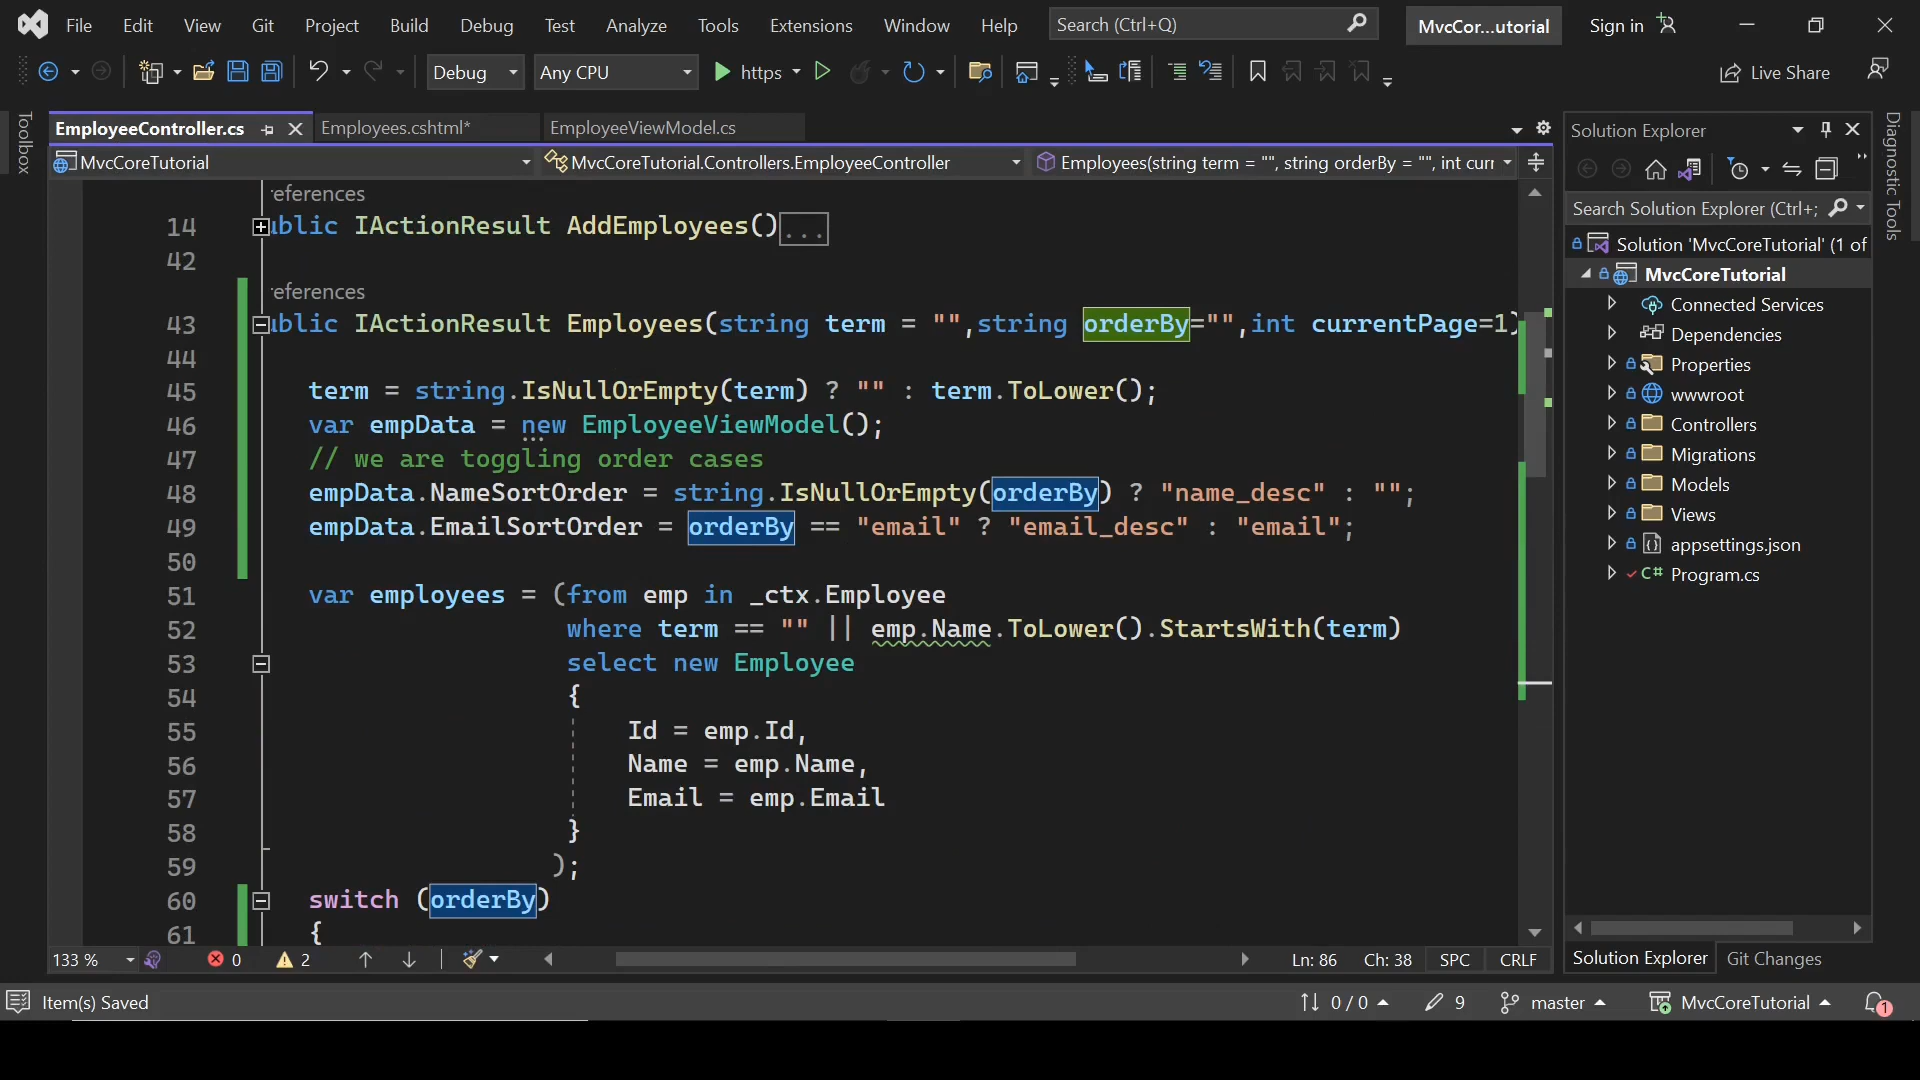 File Edit View Git Project Build Debug Test Analyze Tools Extensions Window Help Search (Ctrl+Q) MvcCor...utorial Sign in
Debug Any CPU https Live Share
Toolbox
EmployeeController.cs Employees.cshtml* EmployeeViewModel.cs
MvcCoreTutorial MvcCoreTutorial.Controllers.EmployeeController Employees(string term = "", string orderBy = "", int curr
eferences
14 ublic IActionResult AddEmployees()...
42
eferences
43 ublic IActionResult Employees(string term = "",string orderBy="",int currentPage=1)
44
45 term = string.IsNullOrEmpty(term) ? "" : term.ToLower();
46 var empData = new EmployeeViewModel();
47 // we are toggling order cases
48 empData.NameSortOrder = string.IsNullOrEmpty(orderBy) ? "name_desc" : "";
49 empData.EmailSortOrder = orderBy == "email" ? "email_desc" : "email";
50
51 var employees = (from emp in _ctx.Employee
52 where term == "" || emp.Name.ToLower().StartsWith(term)
53 select new Employee
54 {
55 Id = emp.Id,
56 Name = emp.Name,
57 Email = emp.Email
58 }
59 );
60 switch (orderBy)
61 {
133 % 0 2 Ln: 86 Ch: 38 SPC CRLF
Solution Explorer
Search Solution Explorer (Ctrl+;
Solution 'MvcCoreTutorial' (1 of
MvcCoreTutorial
Connected Services
Dependencies
Properties
wwwroot
Controllers
Migrations
Models
Views
appsettings.json
C# Program.cs
Solution Explorer Git Changes
Diagnostic Tools
Item(s) Saved 0 / 0 9 master MvcCoreTutorial 1